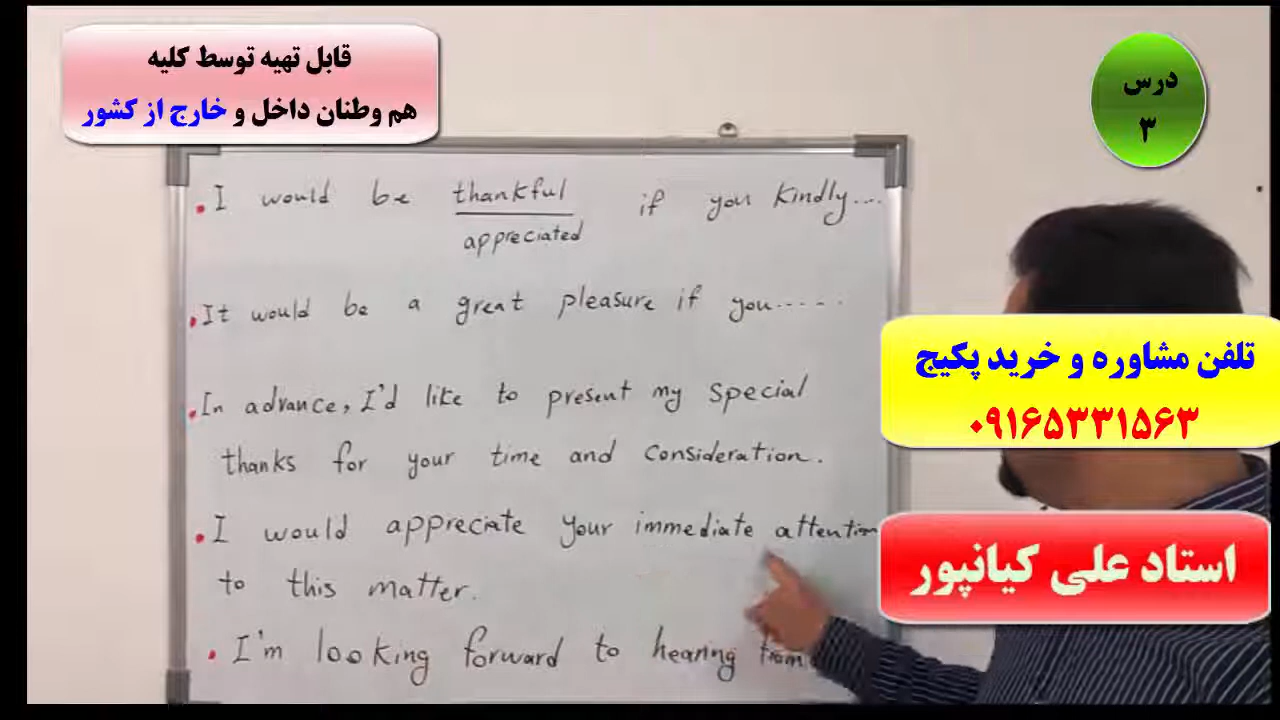 قابل تهیه توسط کلیه
هم وطنان داخل و خارج از کشور
درس
۳
. I would be thankful if you kindly....
appreciated
. It would be a great pleasure if you......
. In advance, I'd like to present my special
thanks for your time and consideration.
. I would appreciate your immediate attention
to this matter.
. I'm looking forward to hearing from
تلفن مشاوره و خرید پکیج
۰۹۱۶۵۳۳۱۵۶۳
استاد علی کیانپور